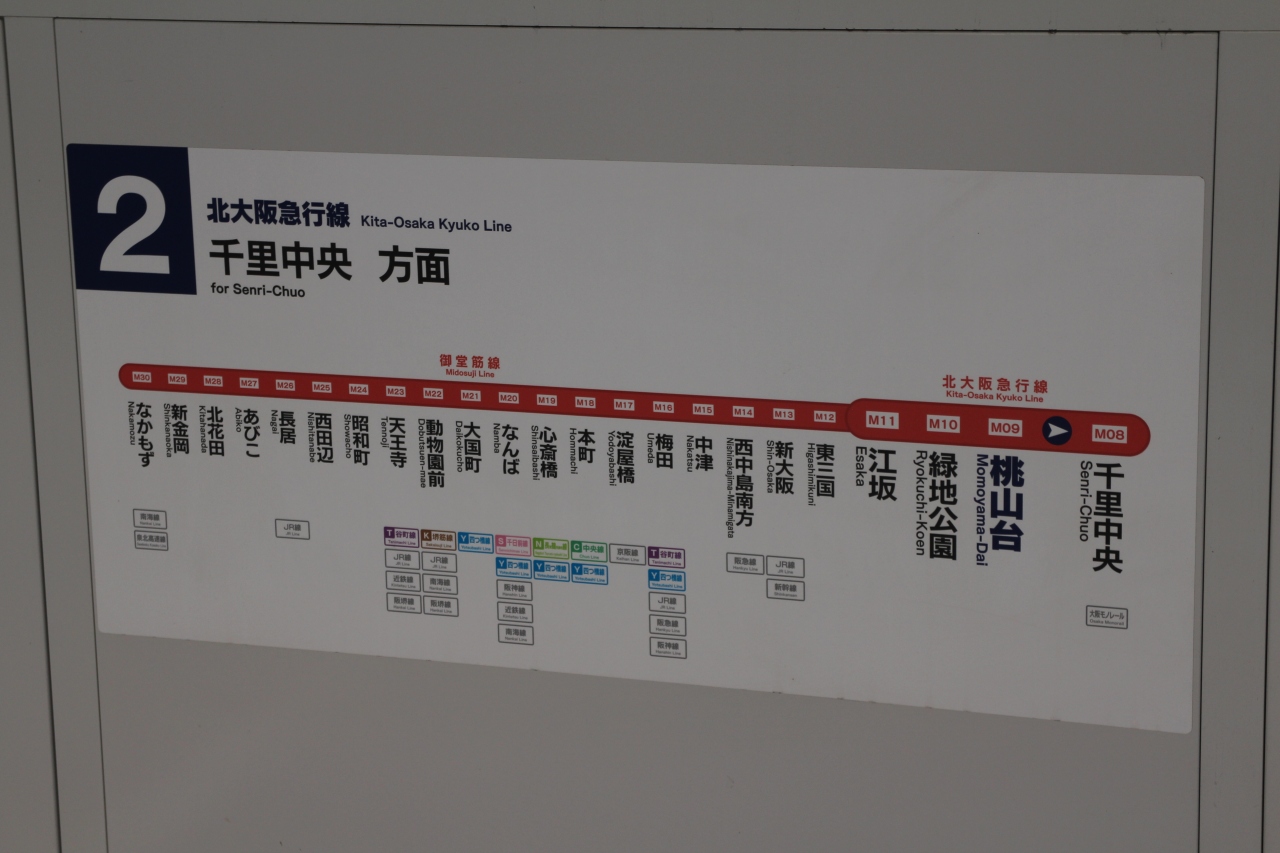 2
北大阪急行線 Kita-Osaka Kyuko Line
千里中央 方面
for Senri-Chuo
御堂筋線
Midosuji Line
北大阪急行線
Kita-Osaka Kyuko Line
M30 M29 M28 M27 M26 M25 M24 M23 M22 M21 M20 M19 M18 M17 M16 M15 M14 M13 M12 M11 M10 M09 M08
なかもず
Nakamozu
新金岡
Shinkanaoka
北花田
Kitahanada
あびこ
Abiko
長居
Nagai
西田辺
Nishitanabe
昭和町
Showacho
天王寺
Tennoji
動物園前
Dobutsuen-mae
大国町
Daikokucho
なんば
Namba
心斎橋
Shinsaibashi
本町
Hommachi
淀屋橋
Yodoyabashi
梅田
Umeda
中津
Nakatsu
西中島南方
Nishinakajima-Minamigata
新大阪
Shin-Osaka
東三国
Higashimikuni
江坂
Esaka
緑地公園
Ryokuchi-Koen
桃山台
Momoyama-Dai
千里中央
Senri-Chuo
南海線
泉北高速線
JR線
JR Line
T 谷町線
JR線
近鉄線
阪堺線
K 堺筋線
JR線
南海線
阪堺線
Y 四つ橋線
S 千日前線
Y 四つ橋線
阪神線
近鉄線
南海線
N
Y 四つ橋線
C 中央線
Y 四つ橋線
京阪線
T 谷町線
Y 四つ橋線
JR線
阪急線
阪神線
阪急線
JR線
新幹線
大阪モノレール
Osaka Monorail